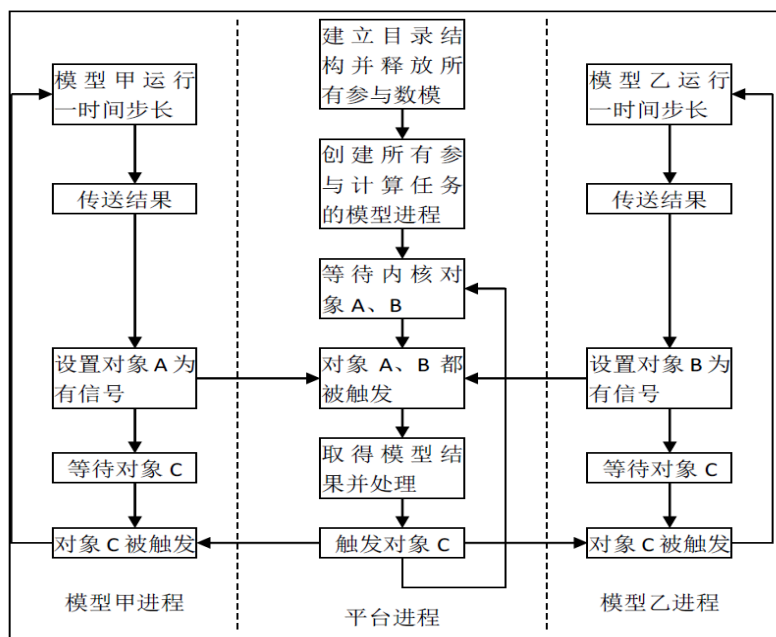 模型甲运行
一时间步长
传送结果
设置对象 A 为
有信号
等待对象 C
对象 C 被触发
模型甲进程
建立目录结
构并释放所
有参与数模
创建所有参
与计算任务
的模型进程
等待内核对
象 A、B
对象 A、B 都
被触发
取得模型结
果并处理
触发对象 C
平台进程
模型乙运行
一时间步长
传送结果
设置对象 B 为
有信号
等待对象 C
对象 C 被触发
模型乙进程